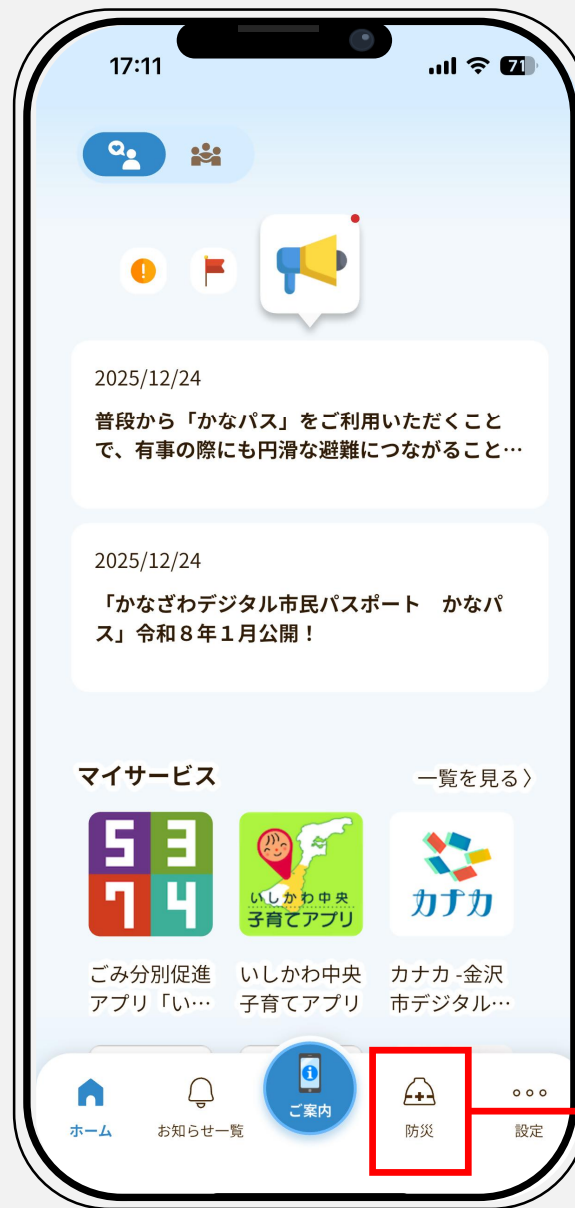 17:11
71
2025/12/24
普段から「かなパス」をご利用いただくこと
で、有事の際にも円滑な避難につながること…
2025/12/24
「かなざわデジタル市民パスポート　かなパ
ス」令和８年１月公開！
マイサービス
一覧を見る〉
5 3
7 4
いしかわ中央
子育てアプリ
カナカ
ごみ分別促進
アプリ「い…
いしかわ中央
子育てアプリ
カナカ -金沢
市デジタル…
ホーム
お知らせ一覧
ご案内
防災
設定